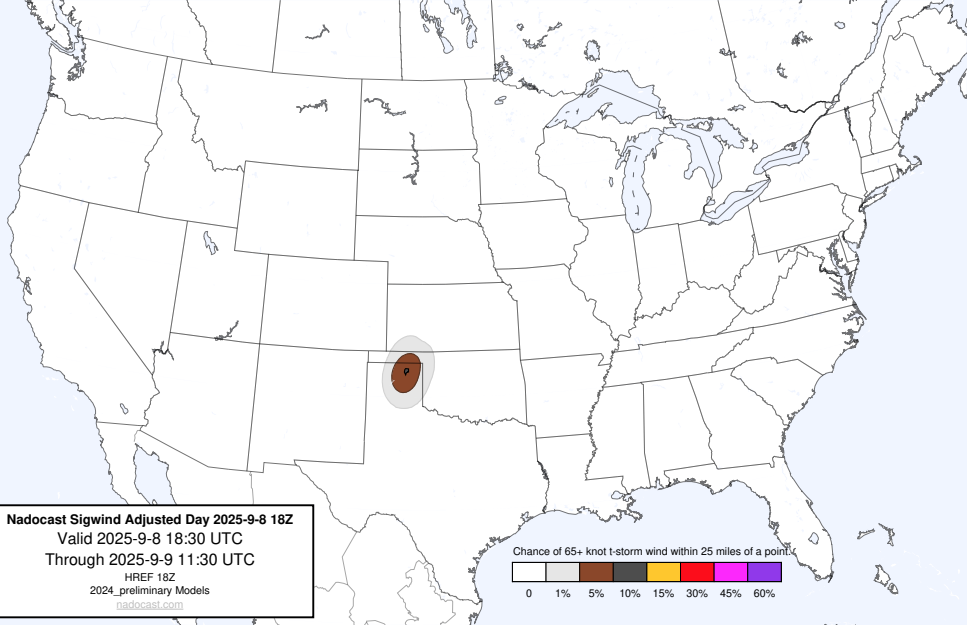 Nadocast Sigwind Adjusted Day 2025-9-8 18Z
Valid 2025-9-8 18:30 UTC
Through 2025-9-9 11:30 UTC
HREF 18Z
2024_preliminary Models
nadocast.com
Chance of 65+ knot t-storm wind within 25 miles of a point.
0 1% 5% 10% 15% 30% 45% 60%